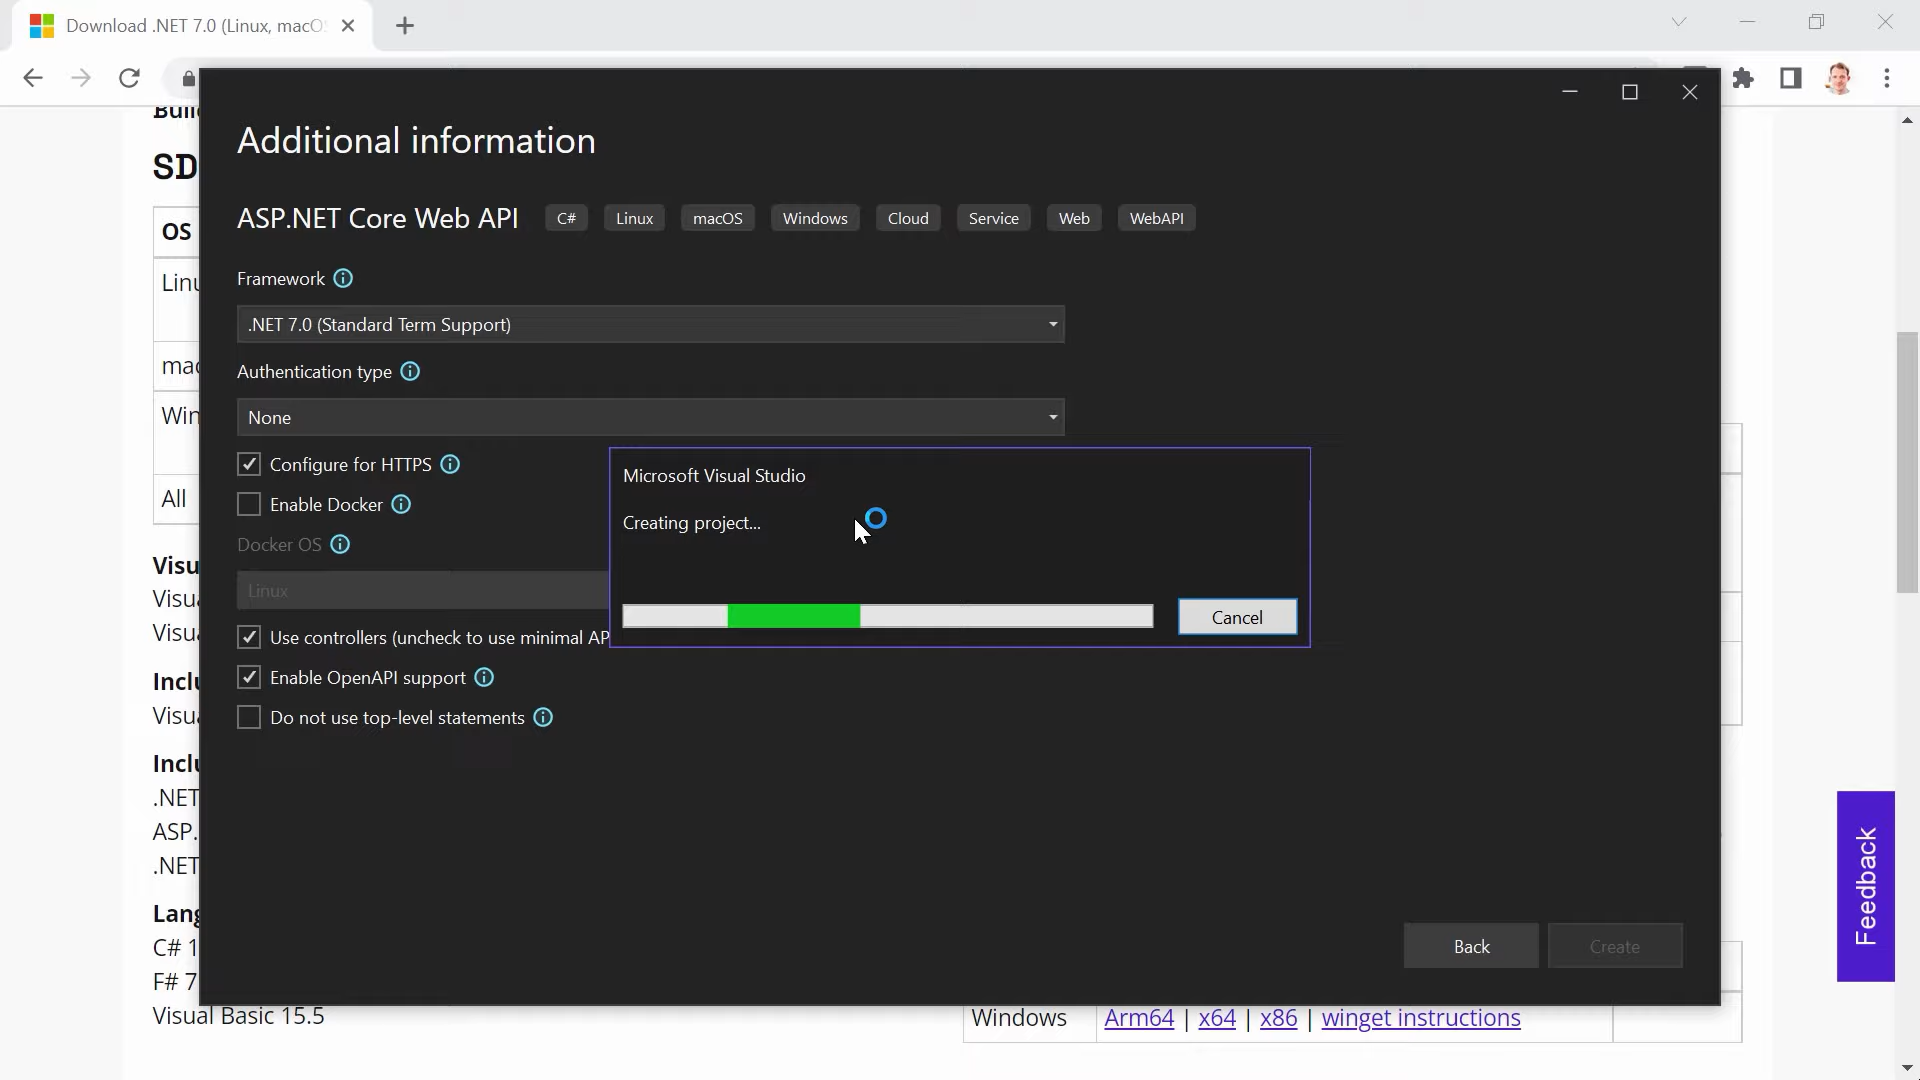 Download .NET 7.0 (Linux, macO
SD
OS
Linu
mac
Win
All
Visu
Visua
Visua
Inclu
Visua
Inclu
.NET
ASP.
.NET
Lang
C# 1
F# 7
Visual Basic 15.5
Additional information
ASP.NET Core Web API C# Linux macOS Windows Cloud Service Web WebAPI
Framework
.NET 7.0 (Standard Term Support)
Authentication type
None
Configure for HTTPS
Enable Docker
Docker OS
Linux
Use controllers (uncheck to use minimal AP
Enable OpenAPI support
Do not use top-level statements
Microsoft Visual Studio
Creating project...
Cancel
Back Create
Feedback
Windows Arm64 | x64 | x86 | winget instructions